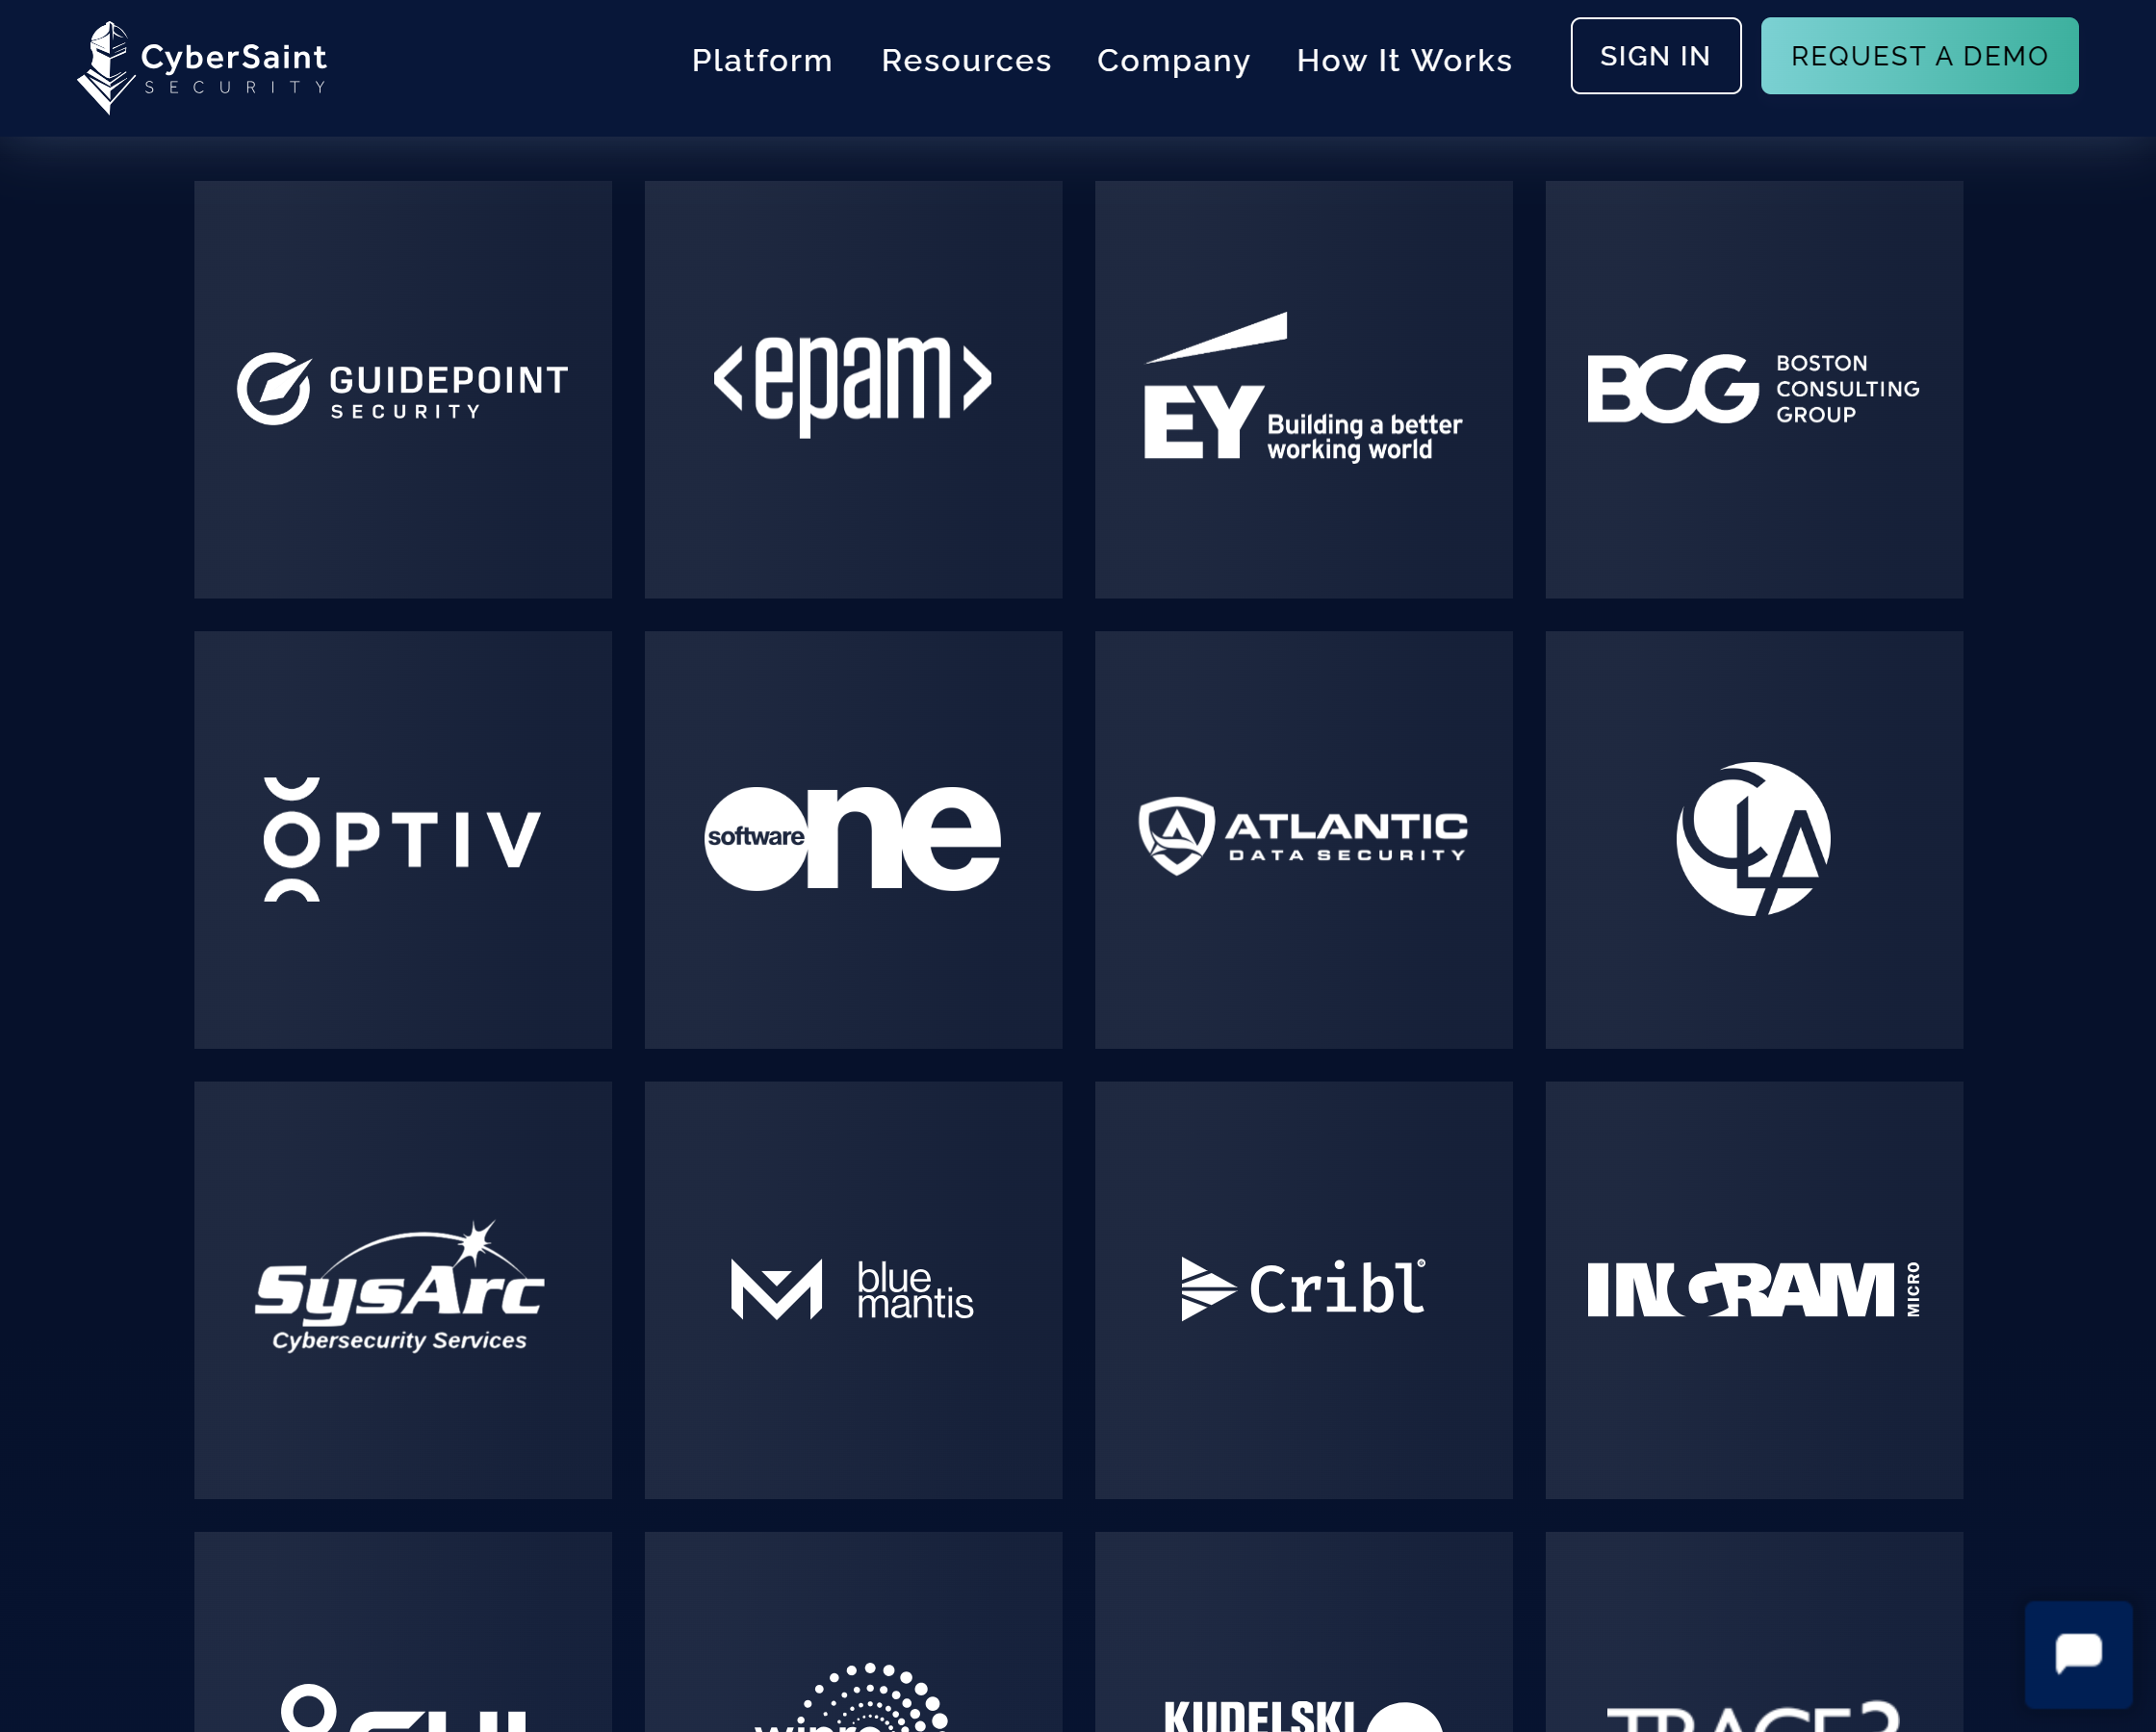 CyberSaint
SECURITY
Platform
Resources
Company
How It Works
SIGN IN
REQUEST A DEMO
GUIDEPOINT
SECURITY
<epam>
EY
Building a better
working world
BCG
BOSTON
CONSULTING
GROUP
OPTIV
software
one
ATLANTIC
DATA SECURITY
CLA
SysArc
Cybersecurity Services
blue
mantis
Cribl®
INGRAM
MICRO
wipro
KUDELSKI
TRACE3